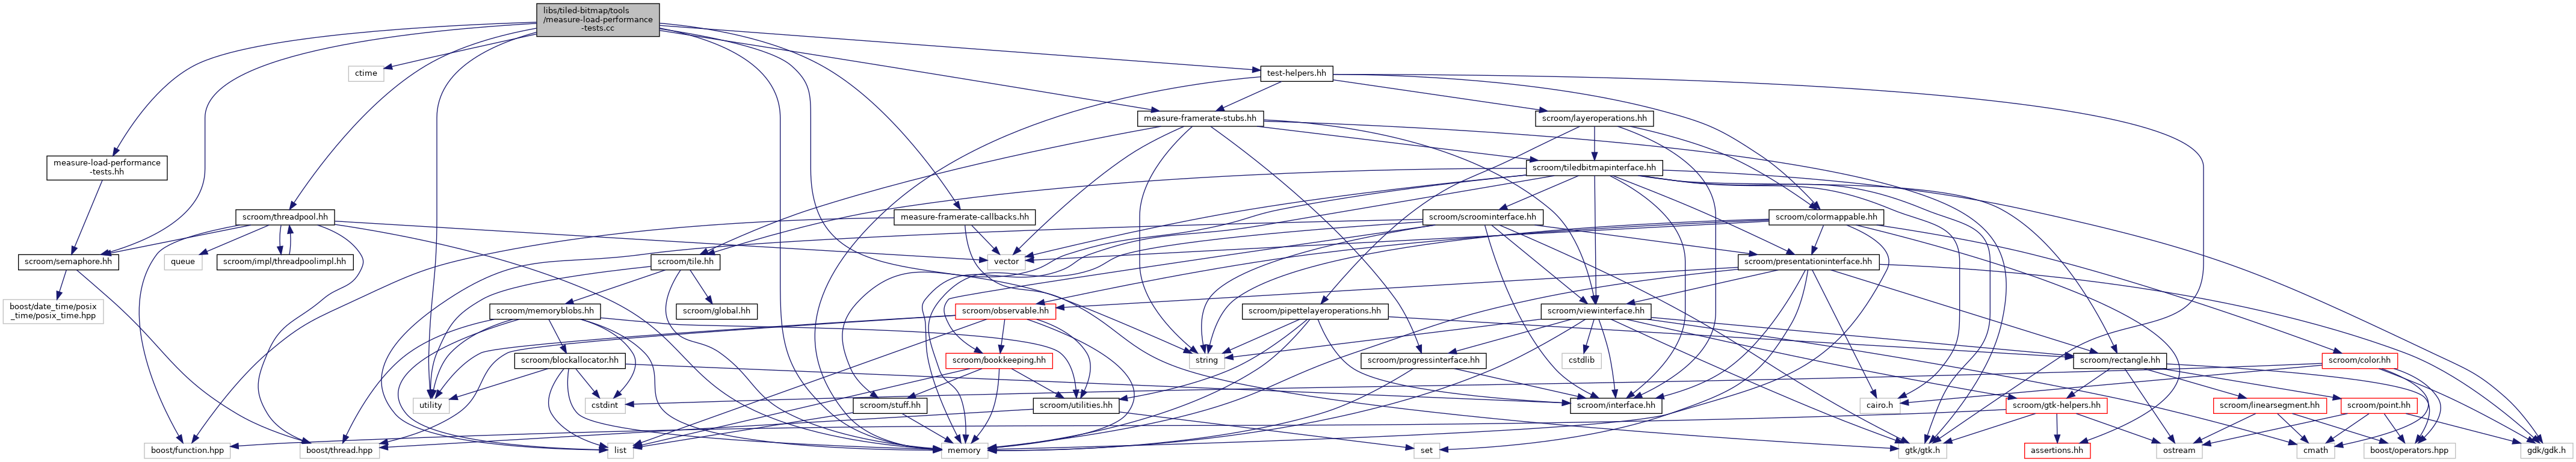 libs/tiled-bitmap/tools
/measure-load-performance
-tests.cc
ctime
test-helpers.hh
measure-framerate-stubs.hh
scroom/layeroperations.hh
measure-load-performance
-tests.hh
scroom/tiledbitmapinterface.hh
scroom/threadpool.hh
measure-framerate-callbacks.hh
scroom/scroominterface.hh
scroom/colormappable.hh
scroom/semaphore.hh
queue
scroom/impl/threadpoolimpl.hh
scroom/tile.hh
vector
scroom/presentationinterface.hh
boost/date_time/posix
_time/posix_time.hpp
scroom/memoryblobs.hh
scroom/global.hh
scroom/observable.hh
scroom/pipettelayeroperations.hh
scroom/viewinterface.hh
scroom/blockallocator.hh
scroom/bookkeeping.hh
string
scroom/progressinterface.hh
cstdlib
scroom/rectangle.hh
scroom/color.hh
utility
cstdint
scroom/stuff.hh
scroom/utilities.hh
scroom/interface.hh
cairo.h
scroom/gtk-helpers.hh
scroom/linearsegment.hh
scroom/point.hh
boost/function.hpp
boost/thread.hpp
list
memory
set
gtk/gtk.h
assertions.hh
ostream
cmath
boost/operators.hpp
gdk/gdk.h